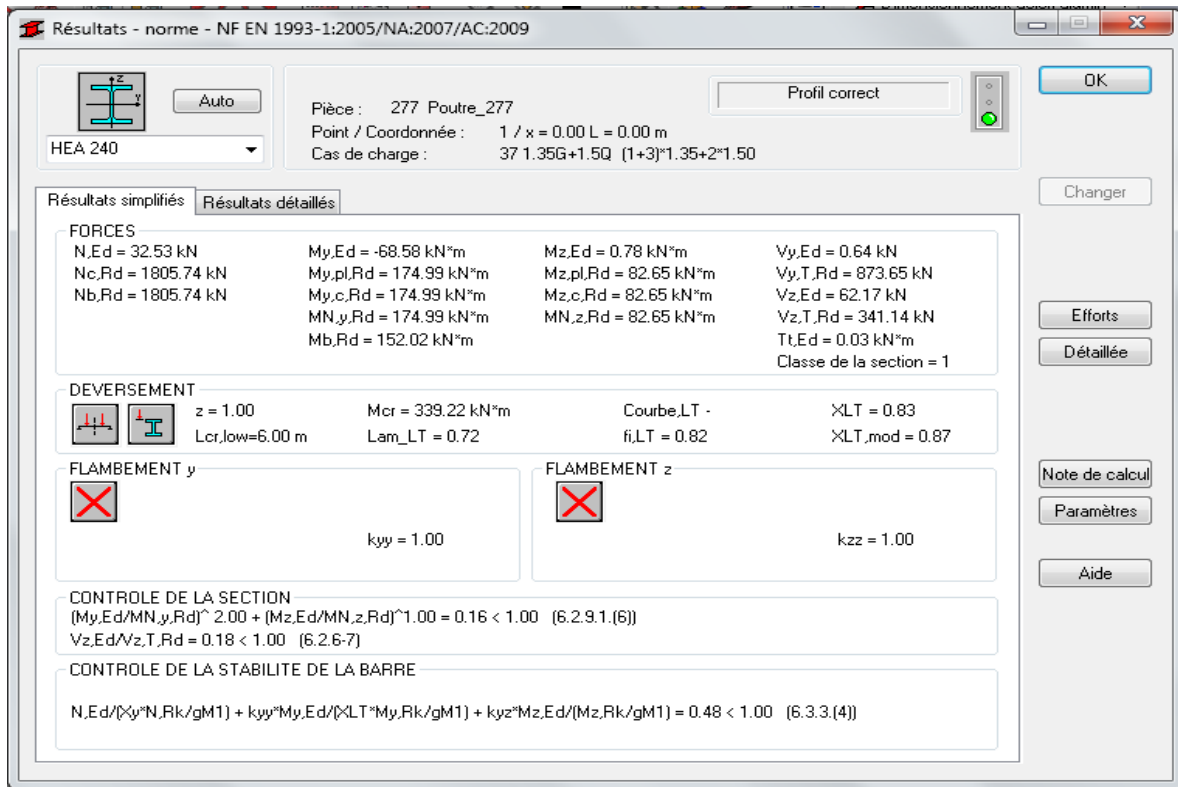 Résultats - norme - NF EN 1993-1:2005/NA:2007/AC:2009
z
y
Auto
HEA 240
Pièce : 277 Poutre_277
Point / Coordonnée : 1 / x = 0.00 L = 0.00 m
Cas de charge : 37 1.35G+1.5Q (1+3)*1.35+2*1.50
Profil correct
OK
Changer
Efforts
Détaillée
Note de calcul
Paramètres
Aide
Résultats simplifiés Résultats détaillés
FORCES
N,Ed = 32.53 kN My,Ed = -68.58 kN*m Mz,Ed = 0.78 kN*m Vy,Ed = 0.64 kN
Nc,Rd = 1805.74 kN My,pl,Rd = 174.99 kN*m Mz,pl,Rd = 82.65 kN*m Vy,T,Rd = 873.65 kN
Nb,Rd = 1805.74 kN My,c,Rd = 174.99 kN*m Mz,c,Rd = 82.65 kN*m Vz,Ed = 62.17 kN
MN,y,Rd = 174.99 kN*m MN,z,Rd = 82.65 kN*m Vz,T,Rd = 341.14 kN
Mb,Rd = 152.02 kN*m Tt,Ed = 0.03 kN*m
Classe de la section = 1
DEVERSEMENT
z = 1.00 Mcr = 339.22 kN*m Courbe,LT - XLT = 0.83
Lcr,low=6.00 m Lam_LT = 0.72 fi,LT = 0.82 XLT,mod = 0.87
FLAMBEMENT y FLAMBEMENT z
kyy = 1.00 kzz = 1.00
CONTROLE DE LA SECTION
(My,Ed/MN,y,Rd)^ 2.00 + (Mz,Ed/MN,z,Rd)^1.00 = 0.16 < 1.00 (6.2.9.1.(6))
Vz,Ed/Vz,T,Rd = 0.18 < 1.00 (6.2.6-7)
CONTROLE DE LA STABILITE DE LA BARRE
N,Ed/(Xy*N,Rk/gM1) + kyy*My,Ed/(XLT*My,Rk/gM1) + kyz*Mz,Ed/(Mz,Rk/gM1) = 0.48 < 1.00 (6.3.3.(4))